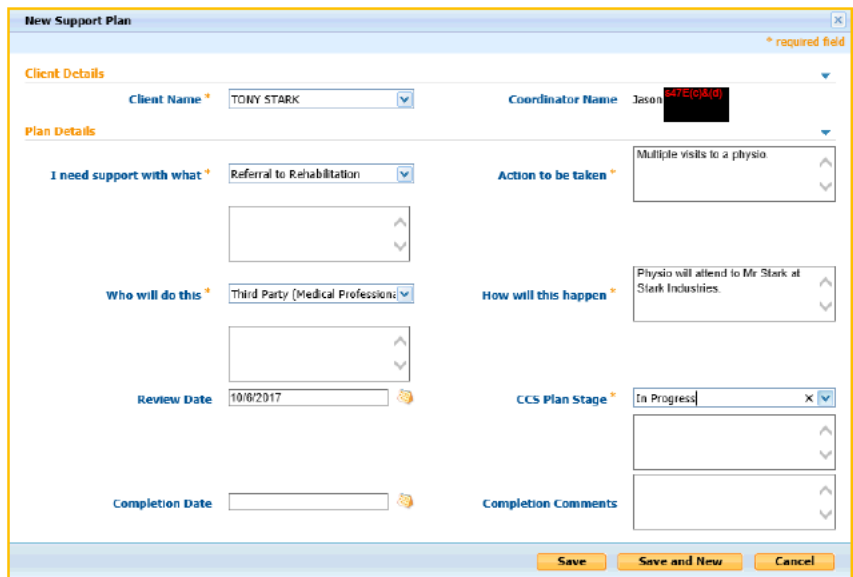 New Support Plan
* required field
Client Details
Client Name * TONY STARK
Coordinator Name Jason s47E(c)&(d)
Plan Details
I need support with what * Referral to Rehabilitation
Action to be taken * Multiple visits to a physio.
Who will do this * Third Party (Medical Professiona
How will this happen * Physio will attend to Mr Stark at
Stark Industries.
Review Date 10/6/2017
CCS Plan Stage * In Progress
Completion Date
Completion Comments
Save Save and New Cancel